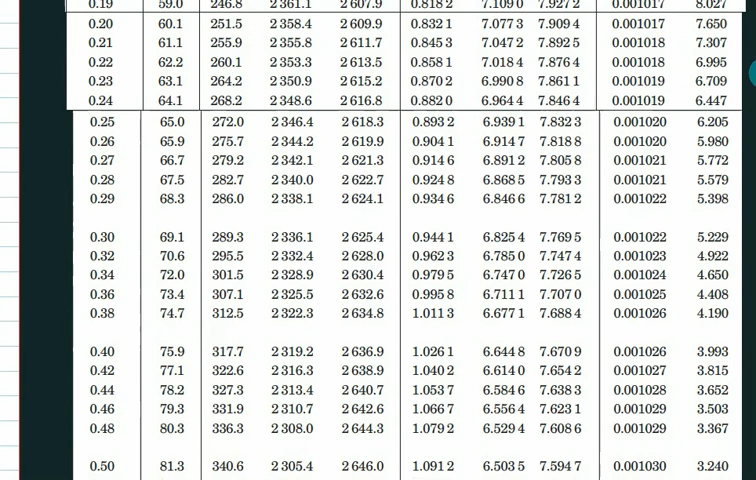 0.19 59.0 246.8 2 361.1 2 607.9 0.818 2 7.109 0 7.927 2 0.001017 8.027
0.20 60.1 251.5 2 358.4 2 609.9 0.832 1 7.077 3 7.909 4 0.001017 7.650
0.21 61.1 255.9 2 355.8 2 611.7 0.845 3 7.047 2 7.892 5 0.001018 7.307
0.22 62.2 260.1 2 353.3 2 613.5 0.858 1 7.018 4 7.876 4 0.001018 6.995
0.23 63.1 264.2 2 350.9 2 615.2 0.870 2 6.990 8 7.861 1 0.001019 6.709
0.24 64.1 268.2 2 348.6 2 616.8 0.882 0 6.964 4 7.846 4 0.001019 6.447
0.25 65.0 272.0 2 346.4 2 618.3 0.893 2 6.939 1 7.832 3 0.001020 6.205
0.26 65.9 275.7 2 344.2 2 619.9 0.904 1 6.914 7 7.818 8 0.001020 5.980
0.27 66.7 279.2 2 342.1 2 621.3 0.914 6 6.891 2 7.805 8 0.001021 5.772
0.28 67.5 282.7 2 340.0 2 622.7 0.924 8 6.868 5 7.793 3 0.001021 5.579
0.29 68.3 286.0 2 338.1 2 624.1 0.934 6 6.846 6 7.781 2 0.001022 5.398
0.30 69.1 289.3 2 336.1 2 625.4 0.944 1 6.825 4 7.769 5 0.001022 5.229
0.32 70.6 295.5 2 332.4 2 628.0 0.962 3 6.785 0 7.747 4 0.001023 4.922
0.34 72.0 301.5 2 328.9 2 630.4 0.979 5 6.747 0 7.726 5 0.001024 4.650
0.36 73.4 307.1 2 325.5 2 632.6 0.995 8 6.711 1 7.707 0 0.001025 4.408
0.38 74.7 312.5 2 322.3 2 634.8 1.011 3 6.677 1 7.688 4 0.001026 4.190
0.40 75.9 317.7 2 319.2 2 636.9 1.026 1 6.644 8 7.670 9 0.001026 3.993
0.42 77.1 322.6 2 316.3 2 638.9 1.040 2 6.614 0 7.654 2 0.001027 3.815
0.44 78.2 327.3 2 313.4 2 640.7 1.053 7 6.584 6 7.638 3 0.001028 3.652
0.46 79.3 331.9 2 310.7 2 642.6 1.066 7 6.556 4 7.623 1 0.001029 3.503
0.48 80.3 336.3 2 308.0 2 644.3 1.079 2 6.529 4 7.608 6 0.001029 3.367
0.50 81.3 340.6 2 305.4 2 646.0 1.091 2 6.503 5 7.594 7 0.001030 3.240